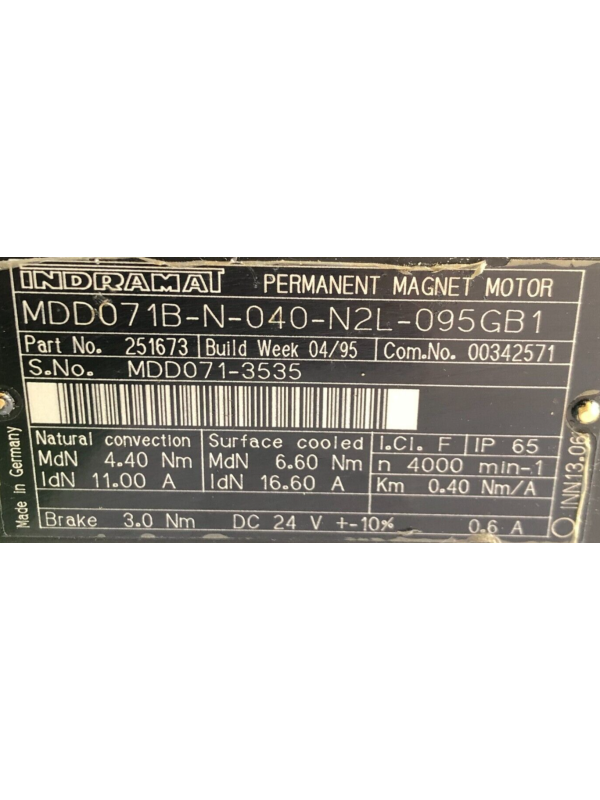 INDRAMAT PERMANENT MAGNET MOTOR
MDD071B-N-040-N2L-095GB1
Part No. 251673 Build Week 04/95 Com.No. 00342571
S.No. MDD071-3535
Natural convection Surface cooled I.Cl. F IP 65
MdN 4.40 Nm MdN 6.60 Nm n 4000 min-1
IdN 11.00 A IdN 16.60 A Km 0.40 Nm/A
Brake 3.0 Nm DC 24 V +-10% 0.6 A
Made in Germany
INN13.06